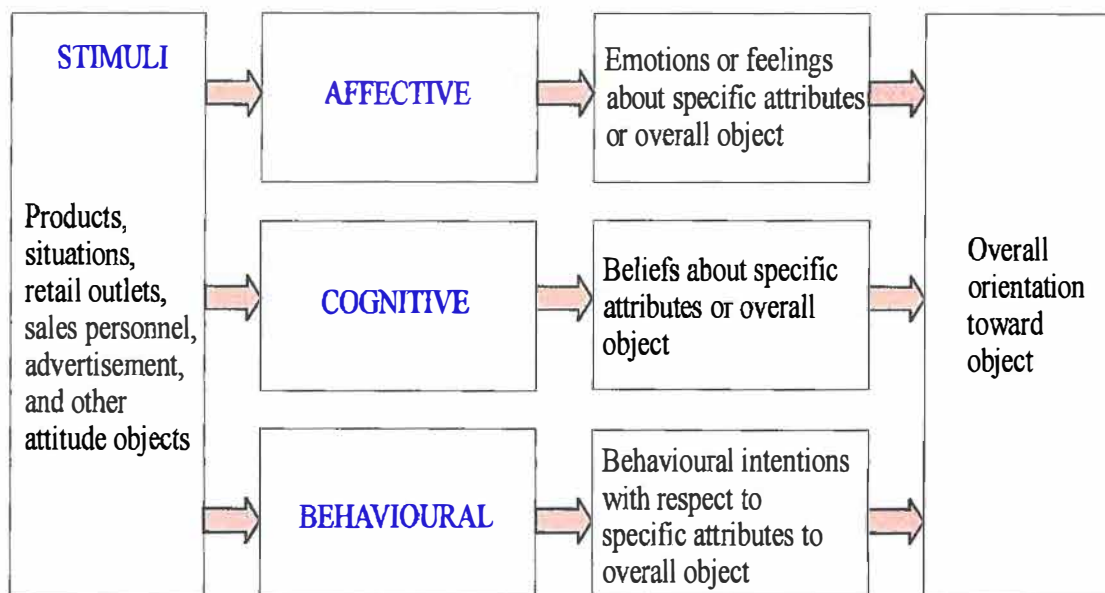 STIMULI
Products,
situations,
retail outlets,
sales personnel,
advertisement,
and other
attitude objects
AFFECTIVE
Emotions or feelings
about specific attributes
or overall object
COGNITIVE
Beliefs about specific
attributes or overall
object
BEHAVIOURAL
Behavioural intentions
with respect to
specific attributes to
overall object
Overall
orientation
toward
object